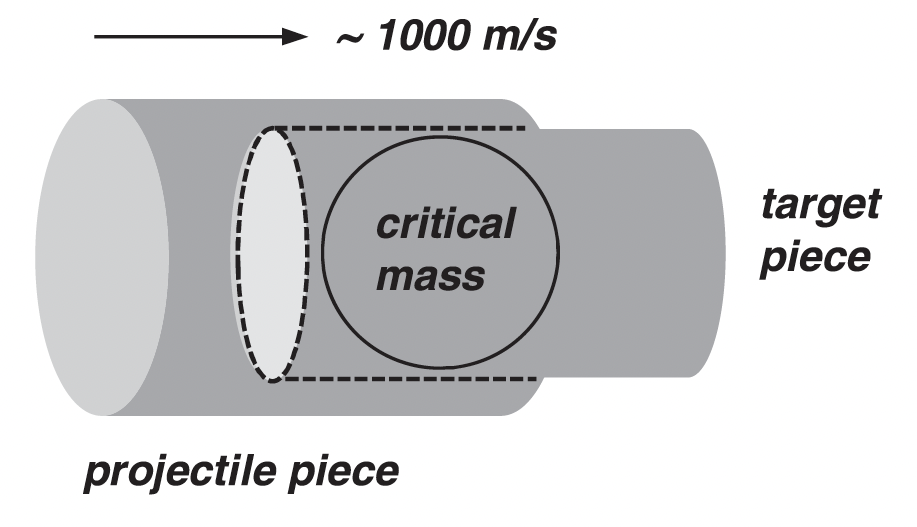 ~ 1000 m/s
critical
mass
target
piece
projectile piece